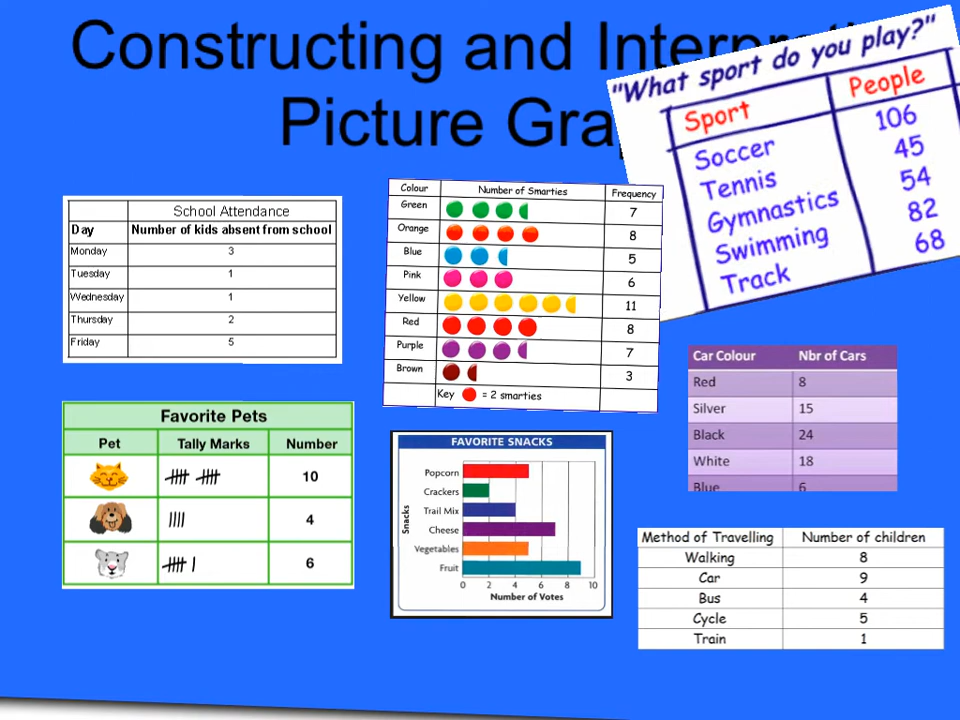 Constructing and
Picture
"What sport do you play?"
Sport People
Soccer 106
Tennis 45
Gymnastics 54
Swimming 82
Track 68
School Attendance
Day Number of kids absent from school
Monday 3
Tuesday 1
Wednesday 1
Thursday 2
Friday 5
Colour Number of Smarties Frequency
Green 7
Orange 8
Blue 5
Pink 6
Yellow 11
Red 8
Purple 7
Brown 3
Key = 2 smarties
Car Colour Nbr of Cars
Red 8
Silver 15
Black 24
White 18
Blue 6
Favorite Pets
Pet Tally Marks Number
10
4
6
FAVORITE SNACKS
Snacks
Popcorn
Crackers
Trail Mix
Cheese
Vegetables
Fruit
0 2 4 6 8 10
Number of Votes
Method of Travelling Number of children
Walking 8
Car 9
Bus 4
Cycle 5
Train 1